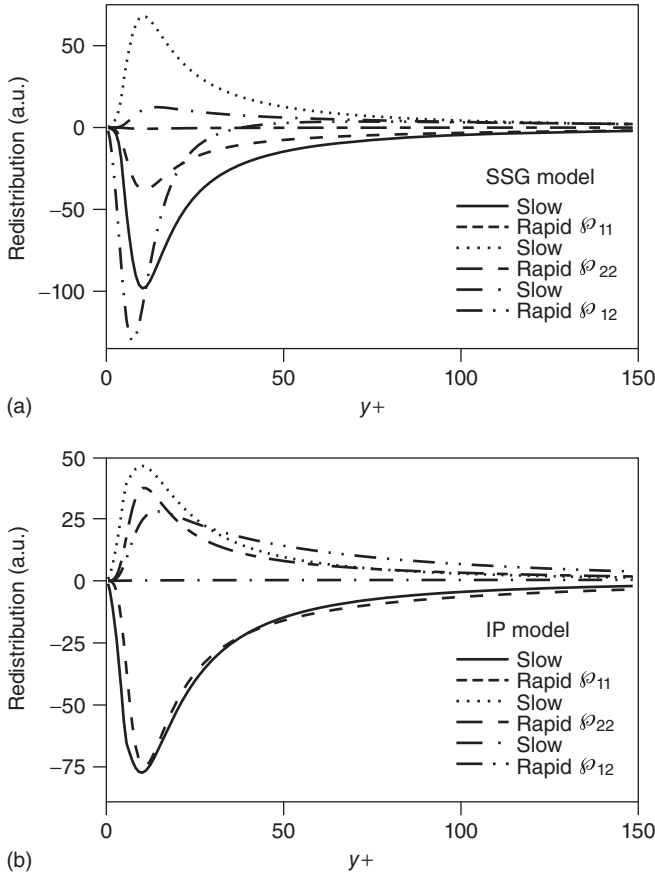 50
0
−50
−100
Redistribution (a.u.)
SSG model
Slow
Rapid ℘11
Slow
Rapid ℘22
Slow
Rapid ℘12
0 50 100 150
(a)
y+
50
25
0
−25
−50
−75
Redistribution (a.u.)
IP model
Slow
Rapid ℘11
Slow
Rapid ℘22
Slow
Rapid ℘12
0 50 100 150
(b)
y+